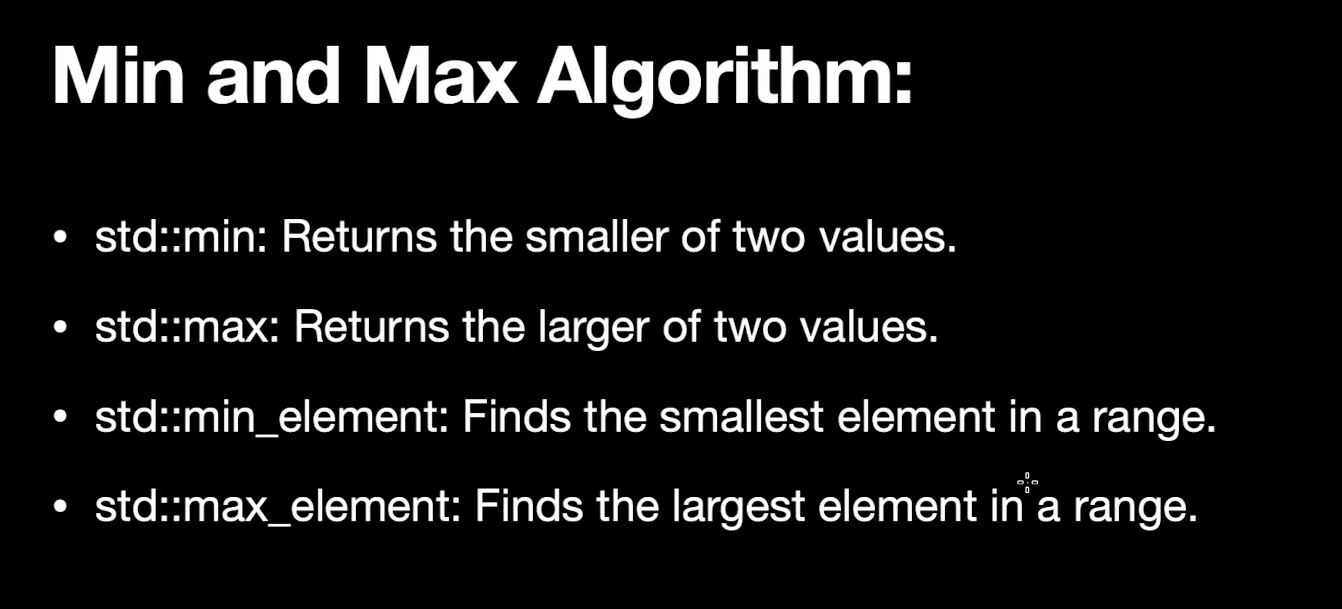 Min and Max Algorithm:
• std::min: Returns the smaller of two values.
• std::max: Returns the larger of two values.
• std::min_element: Finds the smallest element in a range.
• std::max_element: Finds the largest element in a range.